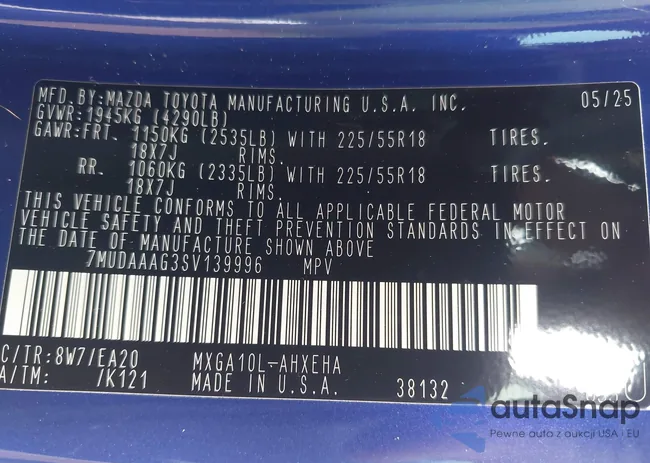 MFD.BY:MAZDA TOYOTA MANUFACTURING U.S.A. INC. 05/25
GVWR:1945KG (4290LB)
GAWR:FRT. 1150KG (2535LB) WITH 225/55R18 TIRES.
18X7J RIMS.
RR. 1060KG (2335LB) WITH 225/55R18 TIRES.
18X7J RIMS.
THIS VEHICLE CONFORMS TO ALL APPLICABLE FEDERAL MOTOR
VEHICLE SAFETY AND THEFT PREVENTION STANDARDS IN EFFECT ON
THE DATE OF MANUFACTURE SHOWN ABOVE
7MUDAAAG3SV139996 MPV
C/TR:8W7/EA20 MXGA10L-AHXEHA
A/TM: /K121 MADE IN U.S.A. 38132
autoSnap
Pewne auto z aukcji USA i EU